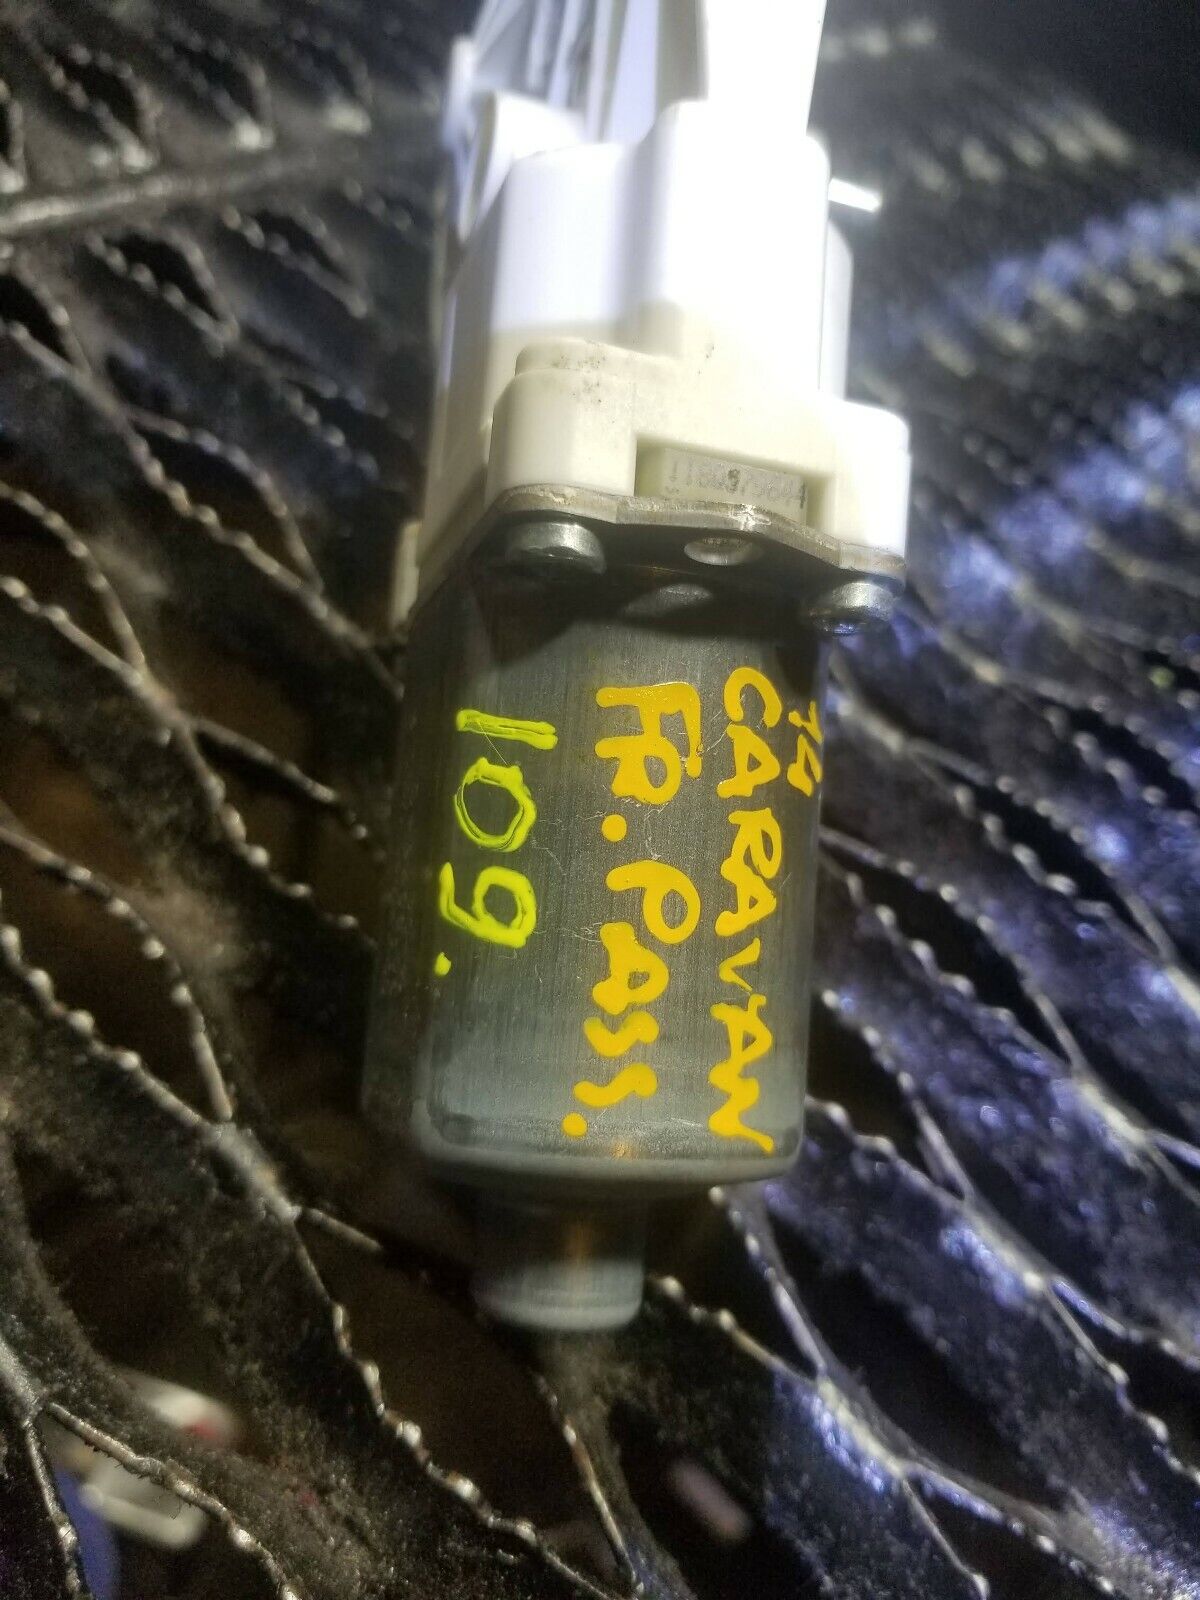 14
CARAVAN
FR. PASS.
109.